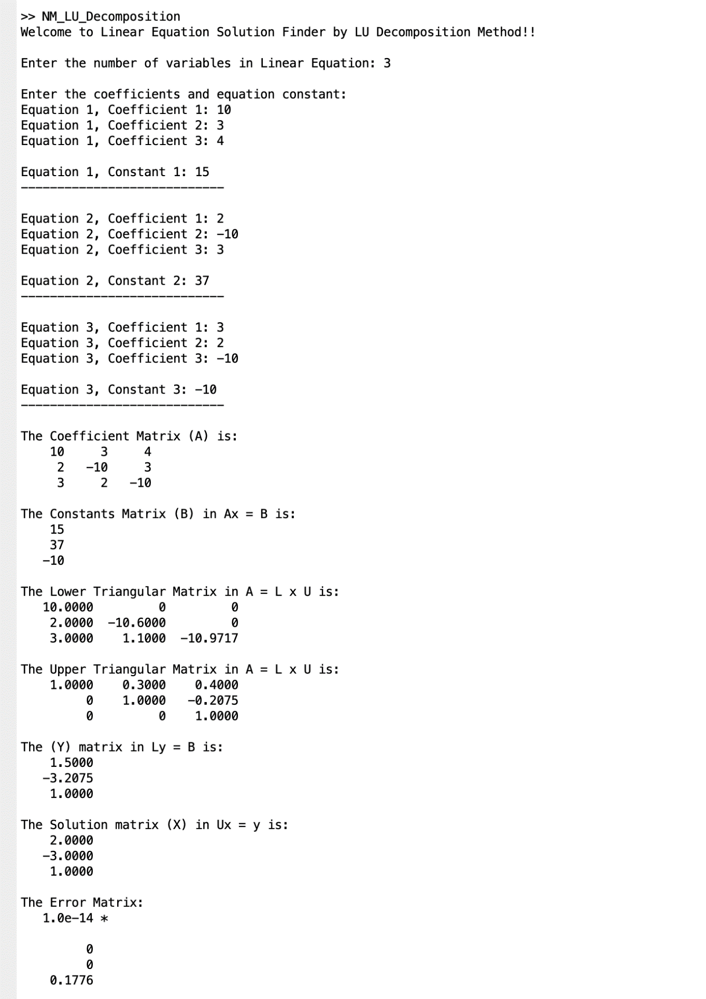 >> NM_LU_Decomposition
Welcome to Linear Equation Solution Finder by LU Decomposition Method!!
Enter the number of variables in Linear Equation: 3
Enter the coefficients and equation constant:
Equation 1, Coefficient 1: 10
Equation 1, Coefficient 2: 3
Equation 1, Coefficient 3: 4
Equation 1, Constant 1: 15
----------------------------
Equation 2, Coefficient 1: 2
Equation 2, Coefficient 2: -10
Equation 2, Coefficient 3: 3
Equation 2, Constant 2: 37
----------------------------
Equation 3, Coefficient 1: 3
Equation 3, Coefficient 2: 2
Equation 3, Coefficient 3: -10
Equation 3, Constant 3: -10
----------------------------
The Coefficient Matrix (A) is:
10 3 4
2 -10 3
3 2 -10
The Constants Matrix (B) in Ax = B is:
15
37
-10
The Lower Triangular Matrix in A = L x U is:
10.0000 0 0
2.0000 -10.6000 0
3.0000 1.1000 -10.9717
The Upper Triangular Matrix in A = L x U is:
1.0000 0.3000 0.4000
0 1.0000 -0.2075
0 0 1.0000
The (Y) matrix in Ly = B is:
1.5000
-3.2075
1.0000
The Solution matrix (X) in Ux = y is:
2.0000
-3.0000
1.0000
The Error Matrix:
1.0e-14 *
0
0
0.1776